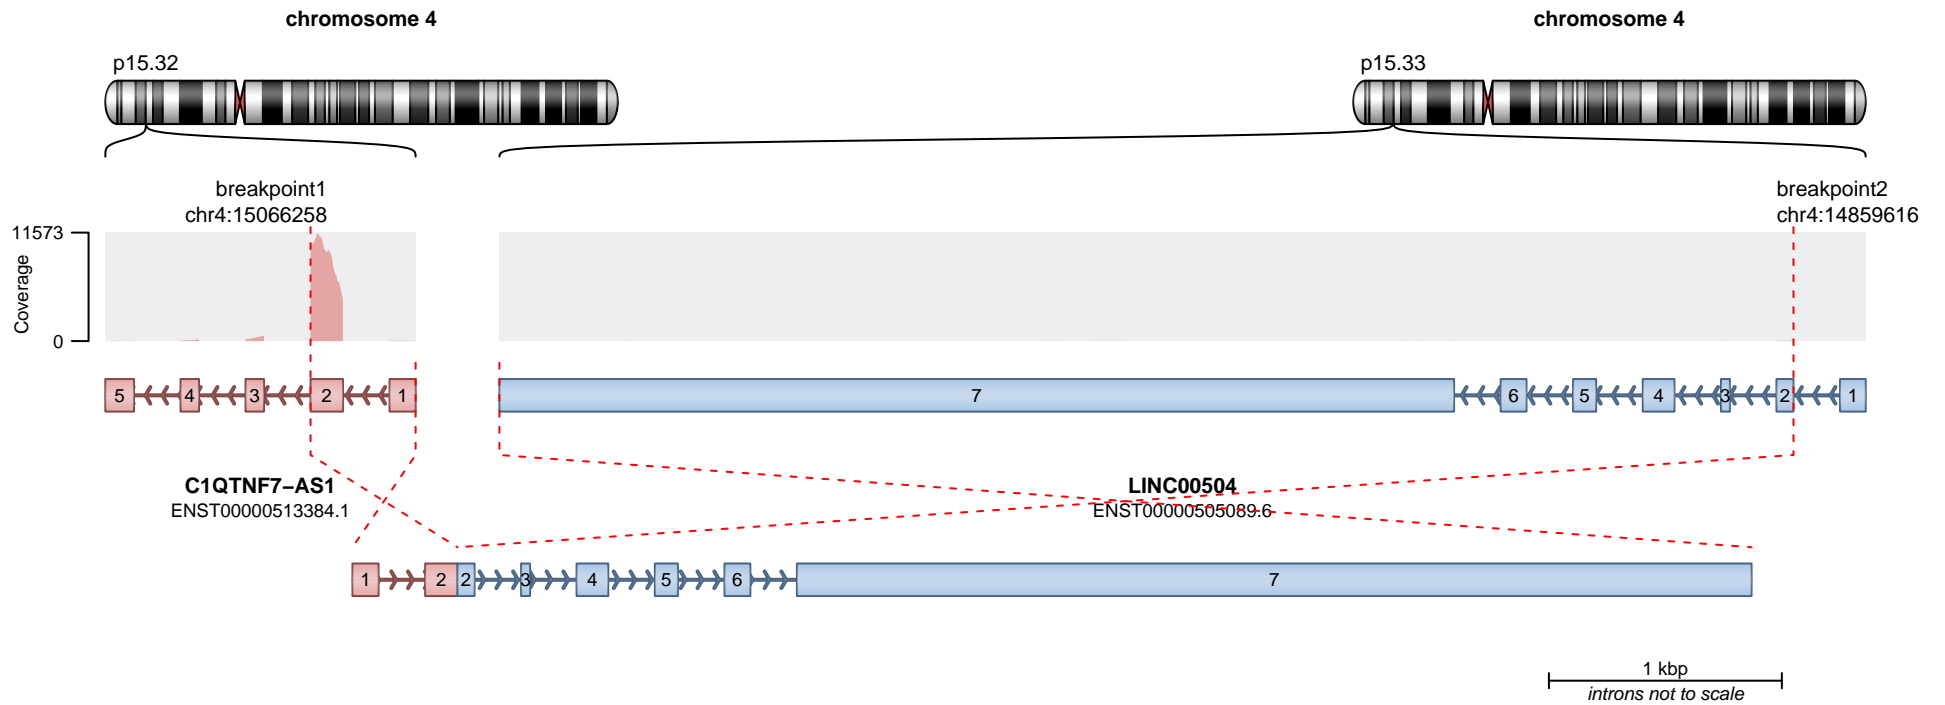 chromosome 4
chromosome 4
p15.32
p15.33
breakpoint1
chr4:15066258
breakpoint2
chr4:14859616
11573
Coverage
0
5 4 3 2 1
7 6 5 4 3 2 1
C1QTNF7−AS1
ENST00000513384.1
LINC00504
ENST00000505089.6
1 2 2 3 4 5 6 7
1 kbp
introns not to scale